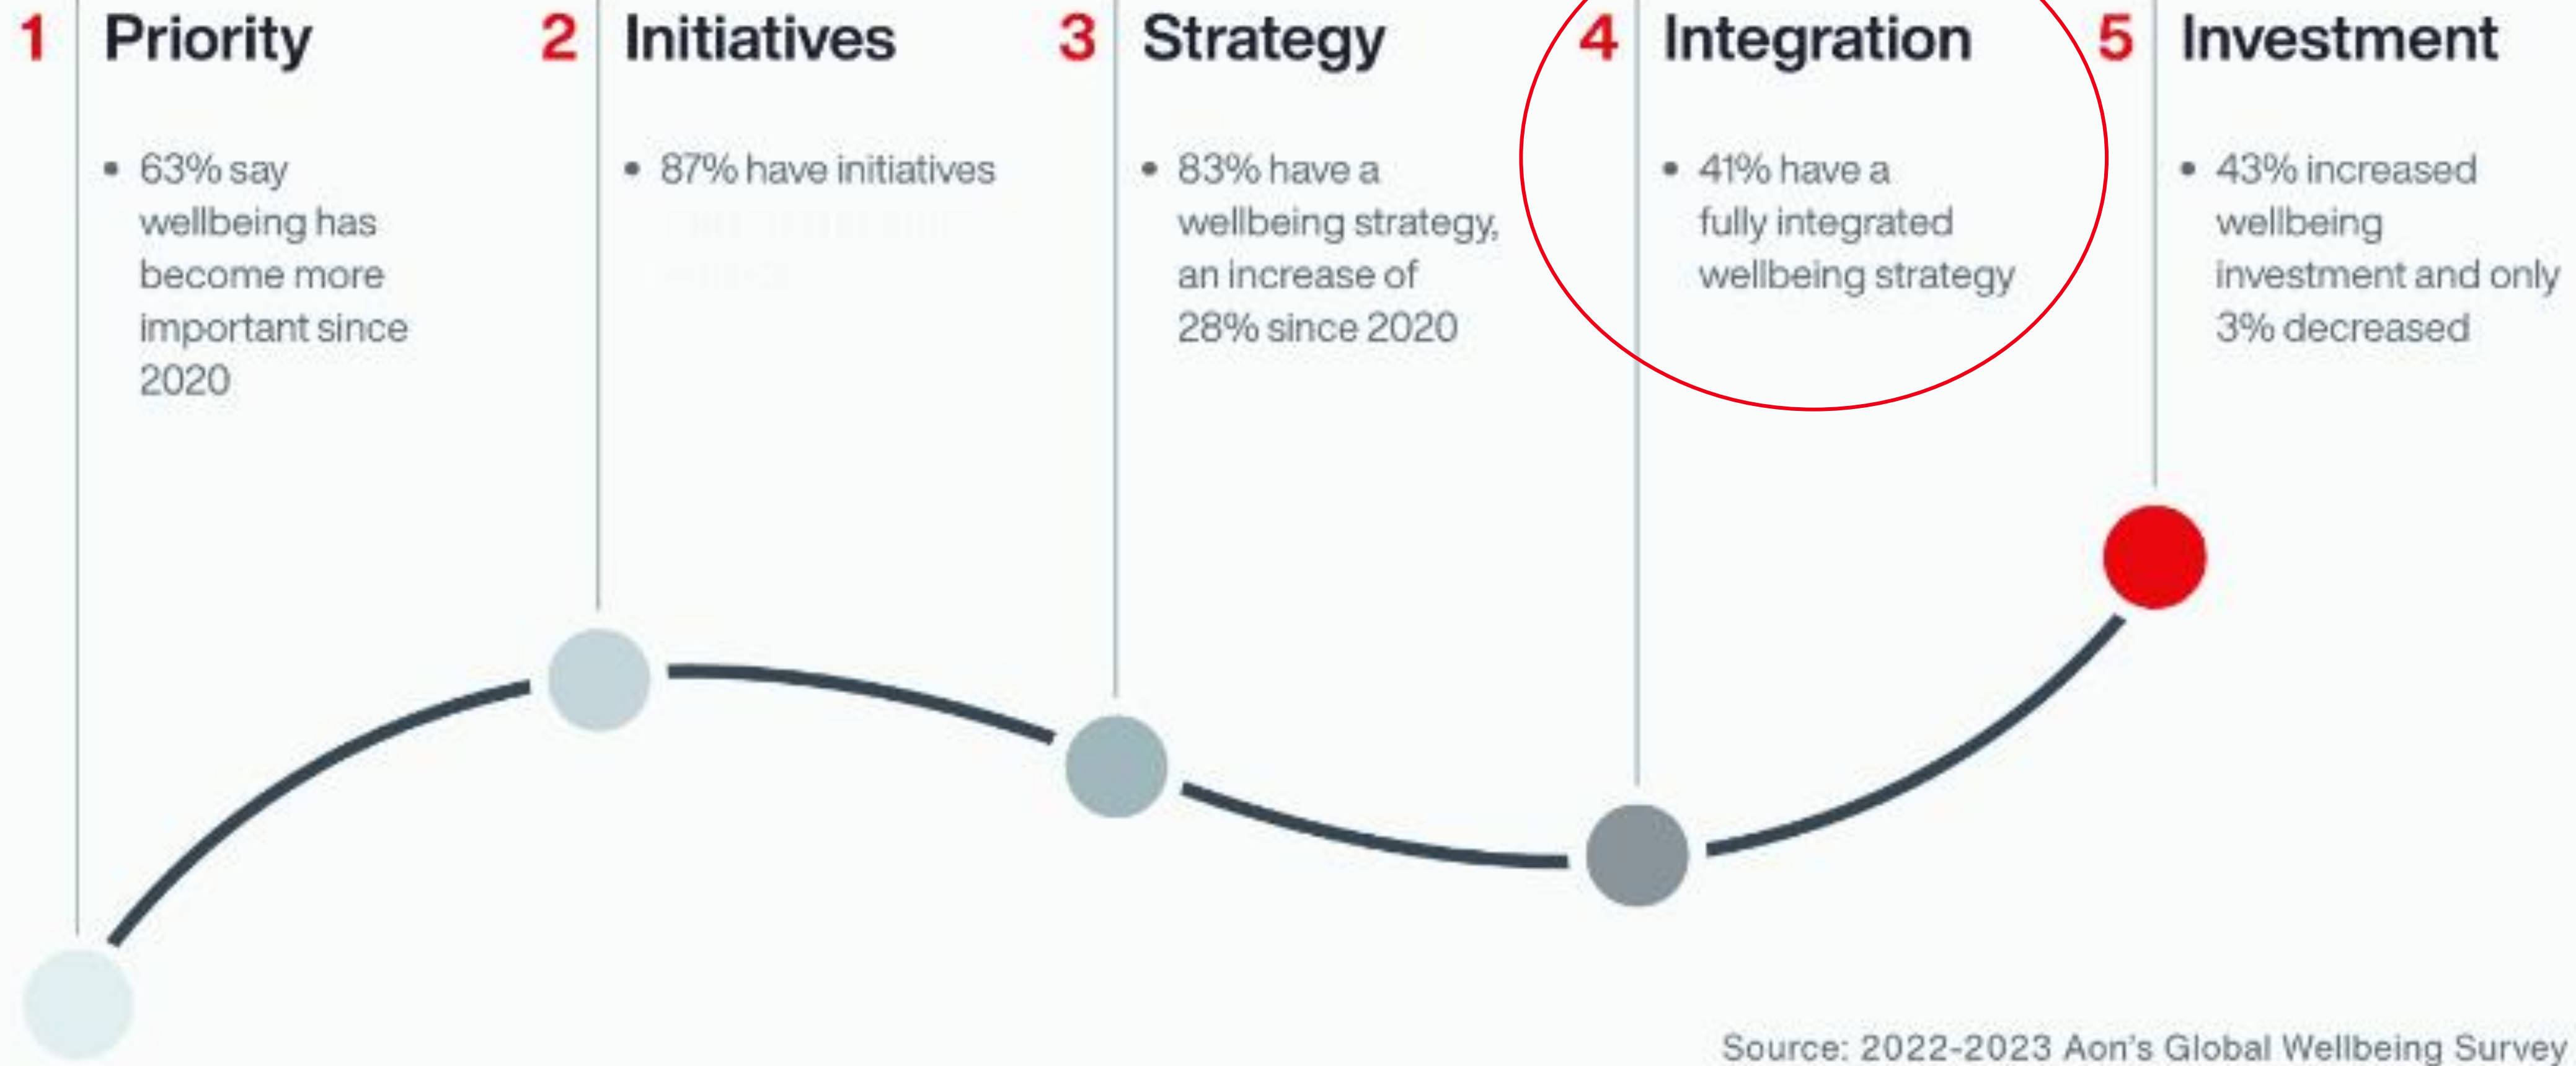 1 Priority
• 63% say
wellbeing has
become more
important since
2020
2 Initiatives
• 87% have initiatives
3 Strategy
• 83% have a
wellbeing strategy,
an increase of
28% since 2020
4 Integration
• 41% have a
fully integrated
wellbeing strategy
5 Investment
• 43% increased
wellbeing
investment and only
3% decreased
Source: 2022-2023 Aon's Global Wellbeing Survey